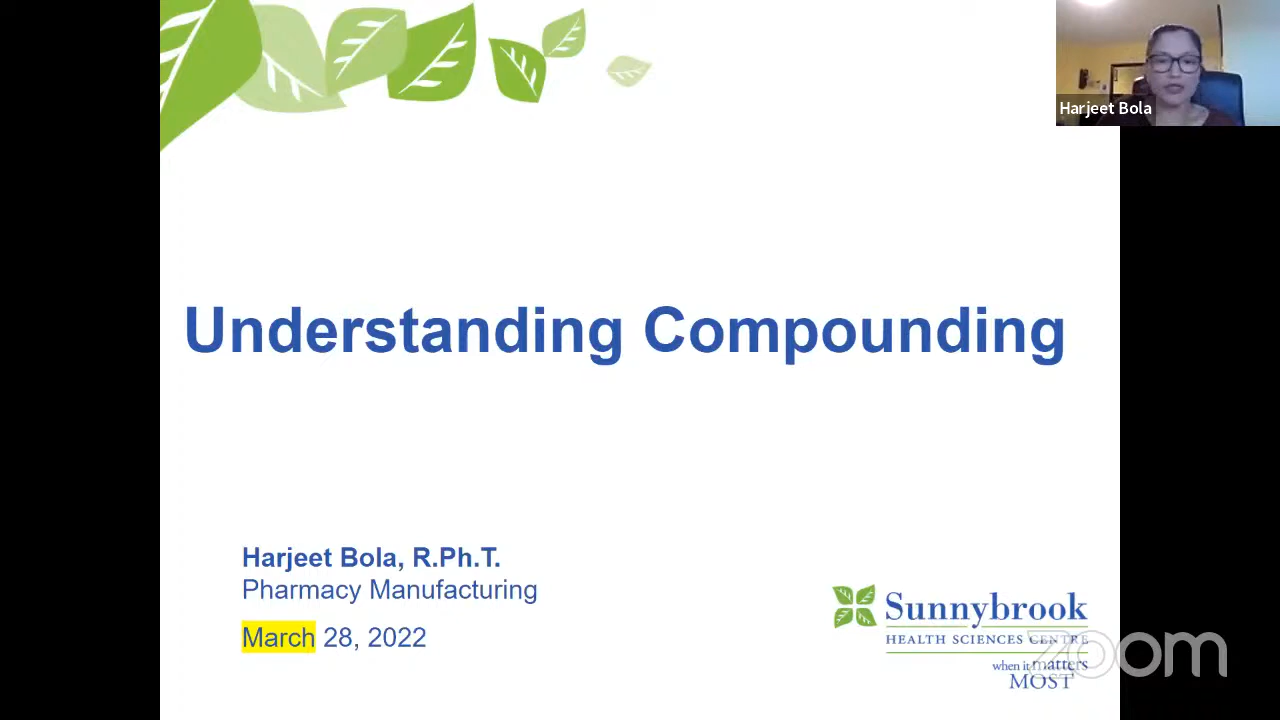 Harjeet Bola
Understanding Compounding
Harjeet Bola, R.Ph.T.
Pharmacy Manufacturing
March 28, 2022
Sunnybrook
HEALTH SCIENCES CENTRE
when it matters
MOST
zoom